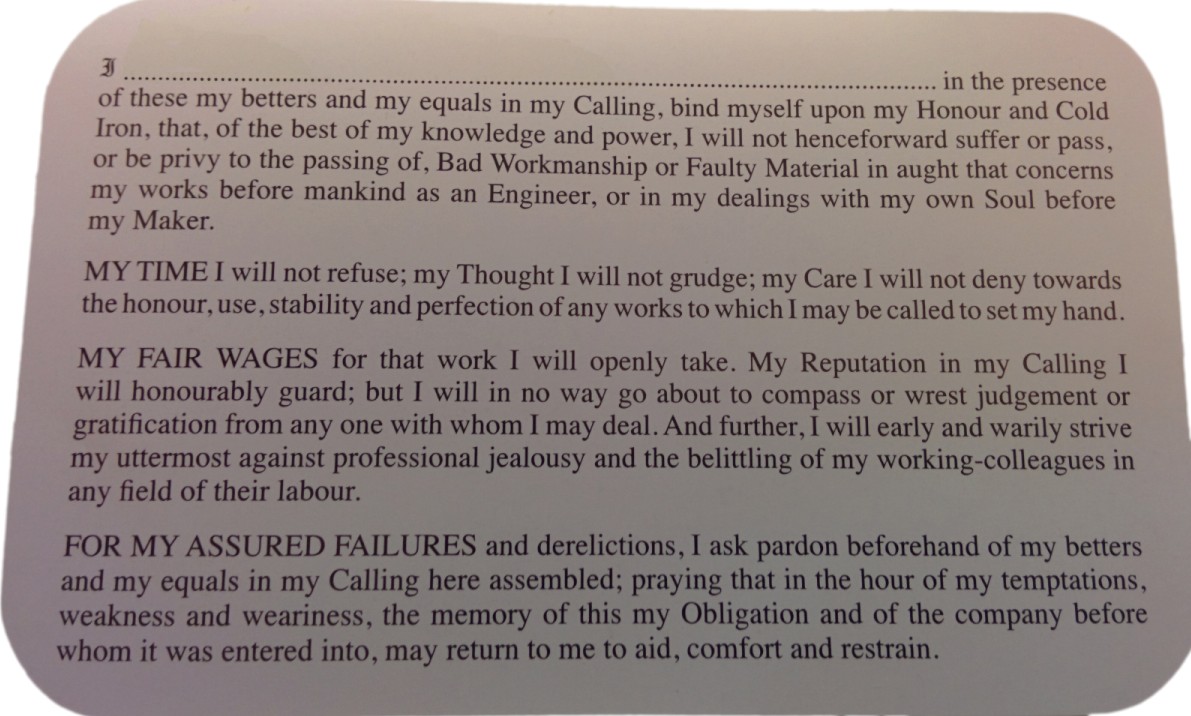 I ........................................................................................................ in the presence
of these my betters and my equals in my Calling, bind myself upon my Honour and Cold
Iron, that, of the best of my knowledge and power, I will not henceforward suffer or pass,
or be privy to the passing of, Bad Workmanship or Faulty Material in aught that concerns
my works before mankind as an Engineer, or in my dealings with my own Soul before
my Maker.
MY TIME I will not refuse; my Thought I will not grudge; my Care I will not deny towards
the honour, use, stability and perfection of any works to which I may be called to set my hand.
MY FAIR WAGES for that work I will openly take. My Reputation in my Calling I
will honourably guard; but I will in no way go about to compass or wrest judgement or
gratification from any one with whom I may deal. And further, I will early and warily strive
my uttermost against professional jealousy and the belittling of my working-colleagues in
any field of their labour.
FOR MY ASSURED FAILURES and derelictions, I ask pardon beforehand of my betters
and my equals in my Calling here assembled; praying that in the hour of my temptations,
weakness and weariness, the memory of this my Obligation and of the company before
whom it was entered into, may return to me to aid, comfort and restrain.